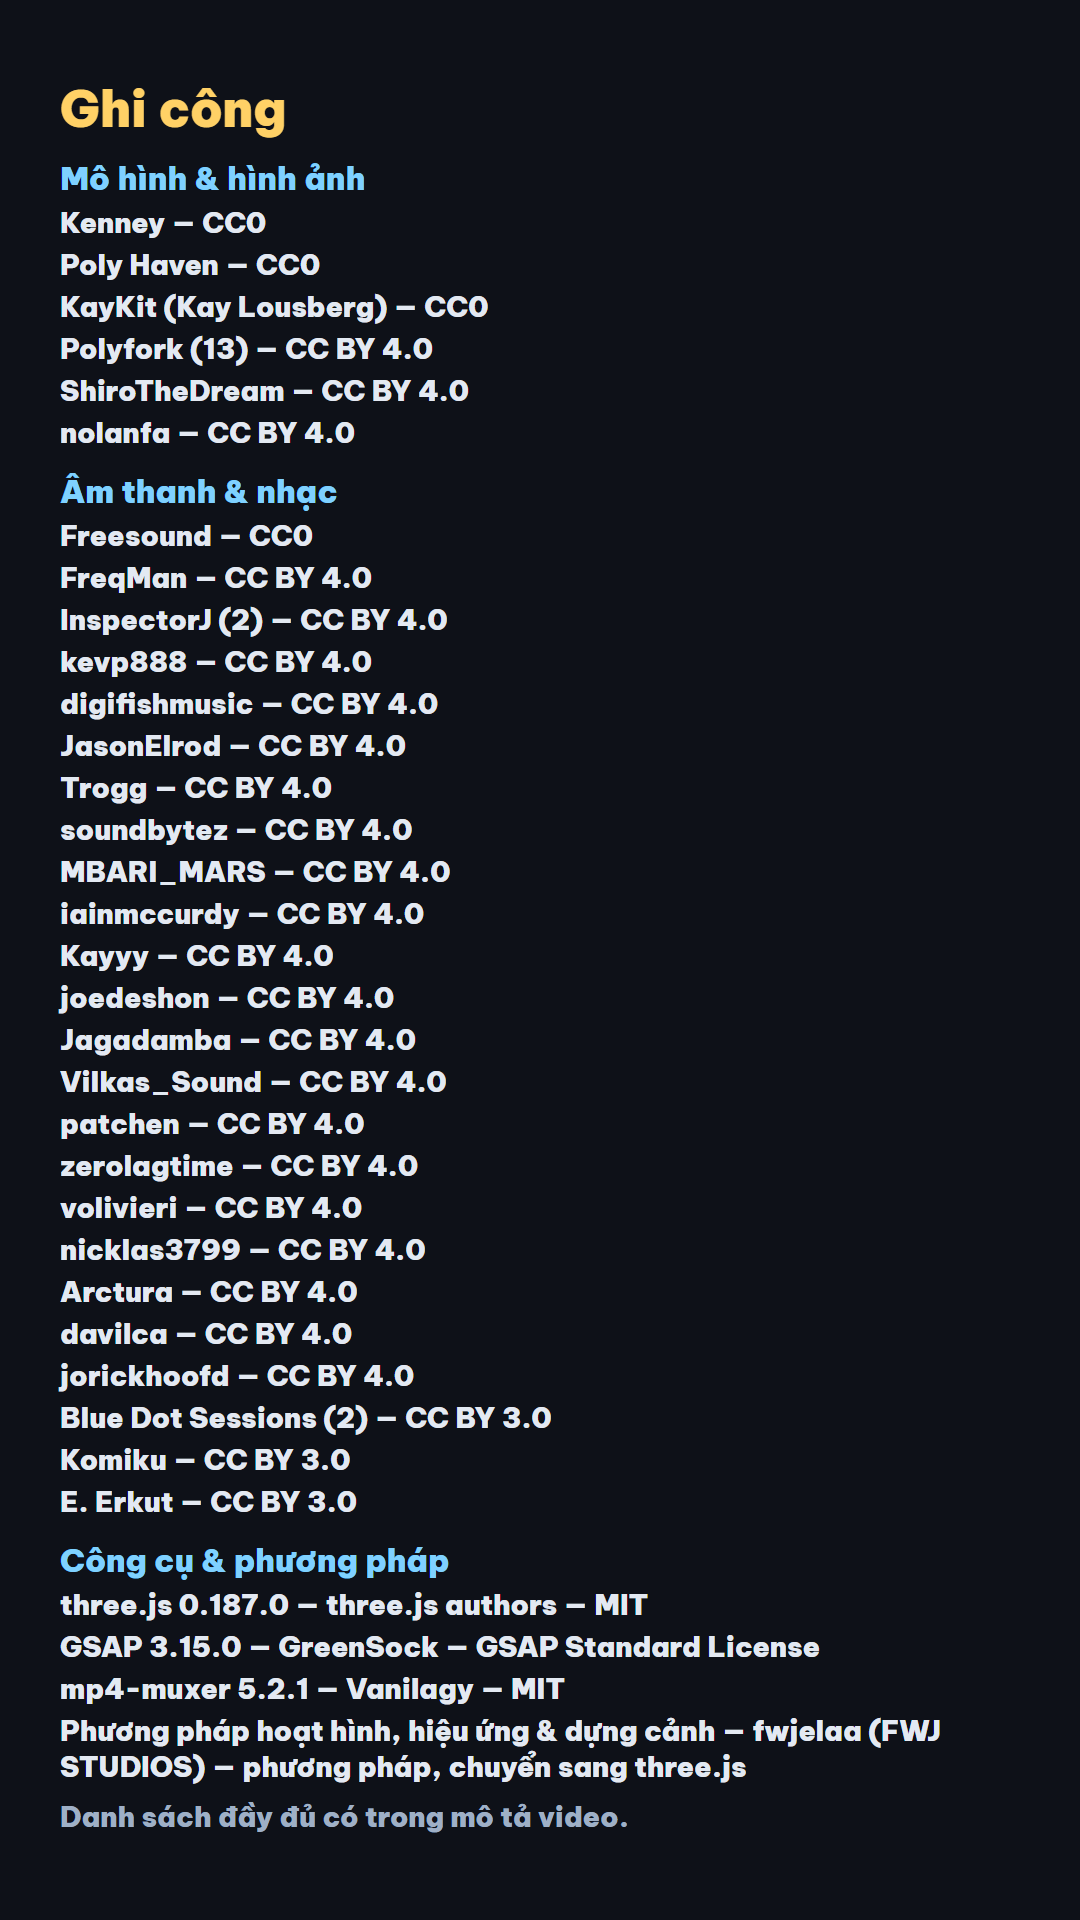 Ghi công
Mô hình & hình ảnh
Kenney – CC0
Poly Haven – CC0
KayKit (Kay Lousberg) – CC0
Polyfork (13) – CC BY 4.0
ShiroTheDream – CC BY 4.0
nolanfa – CC BY 4.0
Âm thanh & nhạc
Freesound – CC0
FreqMan – CC BY 4.0
InspectorJ (2) – CC BY 4.0
kevp888 – CC BY 4.0
digifishmusic – CC BY 4.0
JasonElrod – CC BY 4.0
Trogg – CC BY 4.0
soundbytez – CC BY 4.0
MBARI_MARS – CC BY 4.0
iainmccurdy – CC BY 4.0
Kayyy – CC BY 4.0
joedeshon – CC BY 4.0
Jagadamba – CC BY 4.0
Vilkas_Sound – CC BY 4.0
patchen – CC BY 4.0
zerolagtime – CC BY 4.0
volivieri – CC BY 4.0
nicklas3799 – CC BY 4.0
Arctura – CC BY 4.0
davilca – CC BY 4.0
jorickhoofd – CC BY 4.0
Blue Dot Sessions (2) – CC BY 3.0
Komiku – CC BY 3.0
E. Erkut – CC BY 3.0
Công cụ & phương pháp
three.js 0.187.0 – three.js authors – MIT
GSAP 3.15.0 – GreenSock – GSAP Standard License
mp4-muxer 5.2.1 – Vanilagy – MIT
Phương pháp hoạt hình, hiệu ứng & dựng cảnh – fwjelaa (FWJ
STUDIOS) – phương pháp, chuyển sang three.js
Danh sách đầy đủ có trong mô tả video.